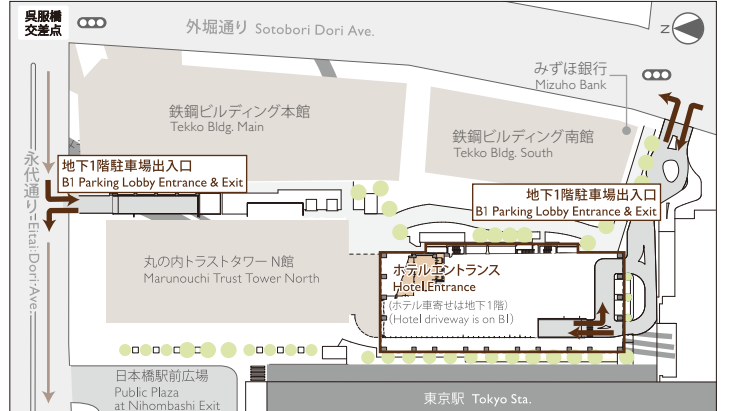 呉服橋
交差点
外堀通り Sotobori Dori Ave.
N
みずほ銀行
Mizuho Bank
鉄鋼ビルディング本館
Tekko Bldg. Main
鉄鋼ビルディング南館
Tekko Bldg. South
永代通り Eitai Dori Ave.
地下1階駐車場出入口
B1 Parking Lobby Entrance & Exit
地下1階駐車場出入口
B1 Parking Lobby Entrance & Exit
丸の内トラストタワー N館
Marunouchi Trust Tower North
ホテルエントランス
Hotel Entrance
(ホテル車寄せは地下1階)
(Hotel driveway is on B1)
日本橋駅前広場
Public Plaza
at Nihombashi Exit
東京駅 Tokyo Sta.